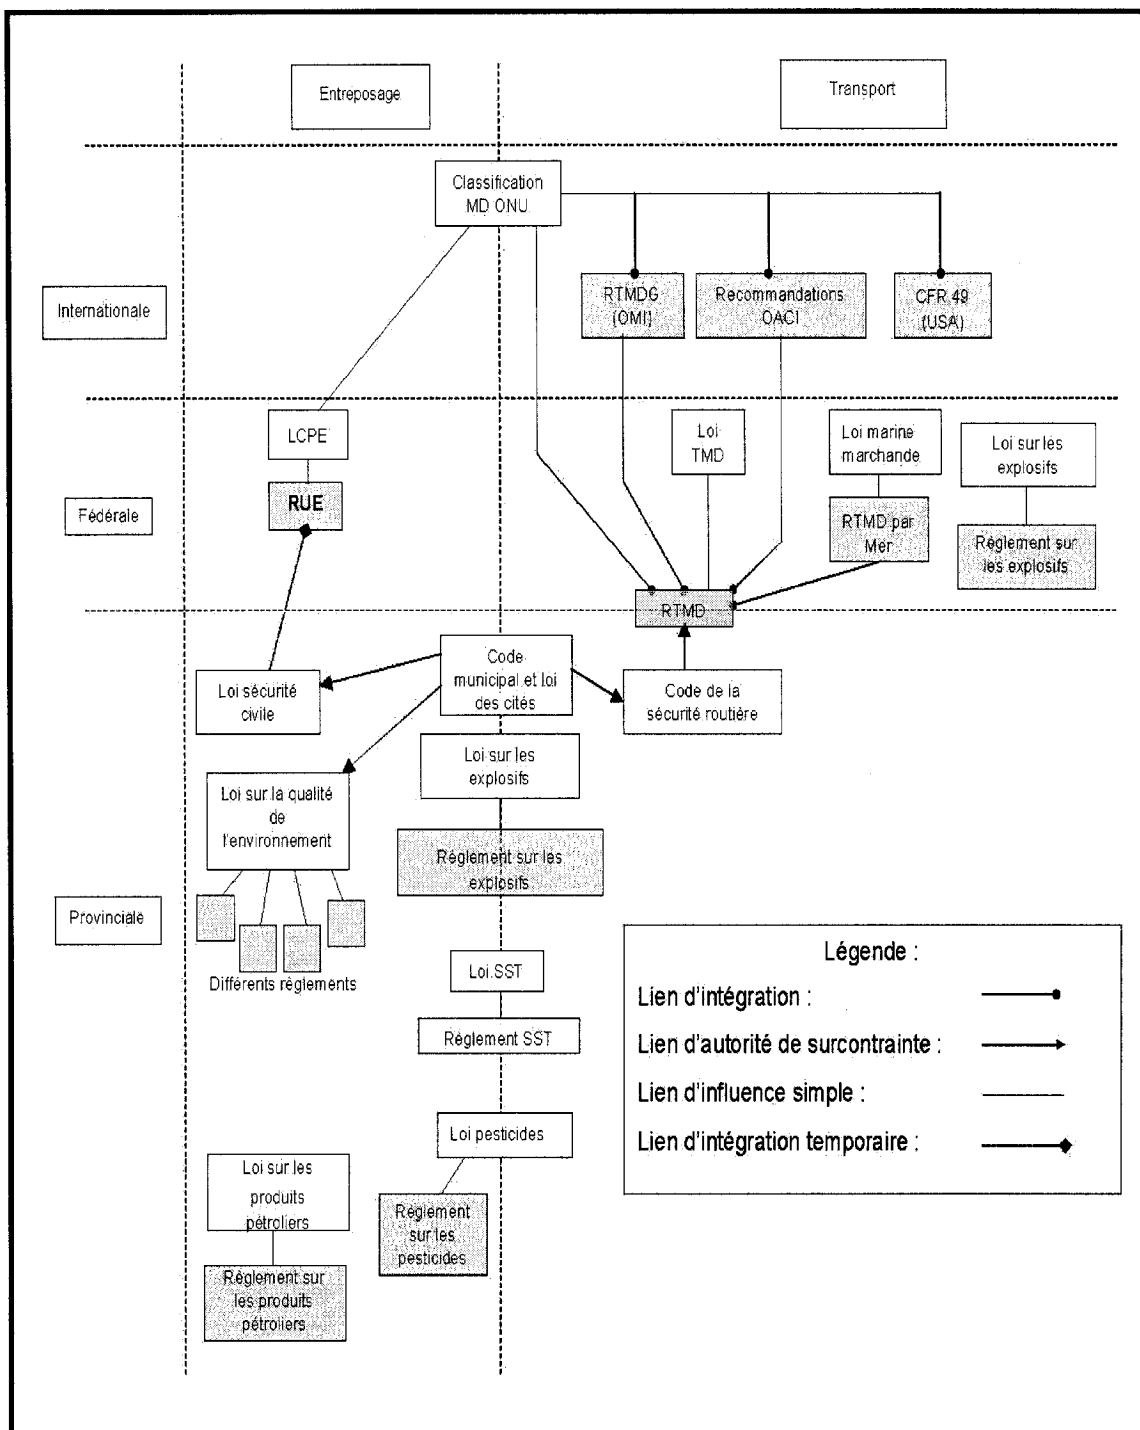 Entreposage
Transport
Classification
MD ONU
Internationale
RTMDG
(OMI)
Recommandations
OACI
CFR 49
(USA)
LCPE
Loi
TMD
Loi marine
marchande
Loi sur les
explosifs
Fédérale
RUE
RTMD par
Mer
Règlement sur
les explosifs
RTMD
Loi sécurité
civile
Code
municipal et loi
des cités
Code de la
sécurité routière
Loi sur les
explosifs
Loi sur la qualité
de
l'environnement
Règlement sur les
explosifs
Provinciale
Différents règlements
Loi SST
Règlement SST
Loi pesticides
Loi sur les
produits
pétroliers
Règlement
sur les
pesticides
Règlement sur
les produits
pétroliers
Légende :
Lien d'intégration :
Lien d'autorité de surcontrainte :
Lien d'influence simple :
Lien d'intégration temporaire :